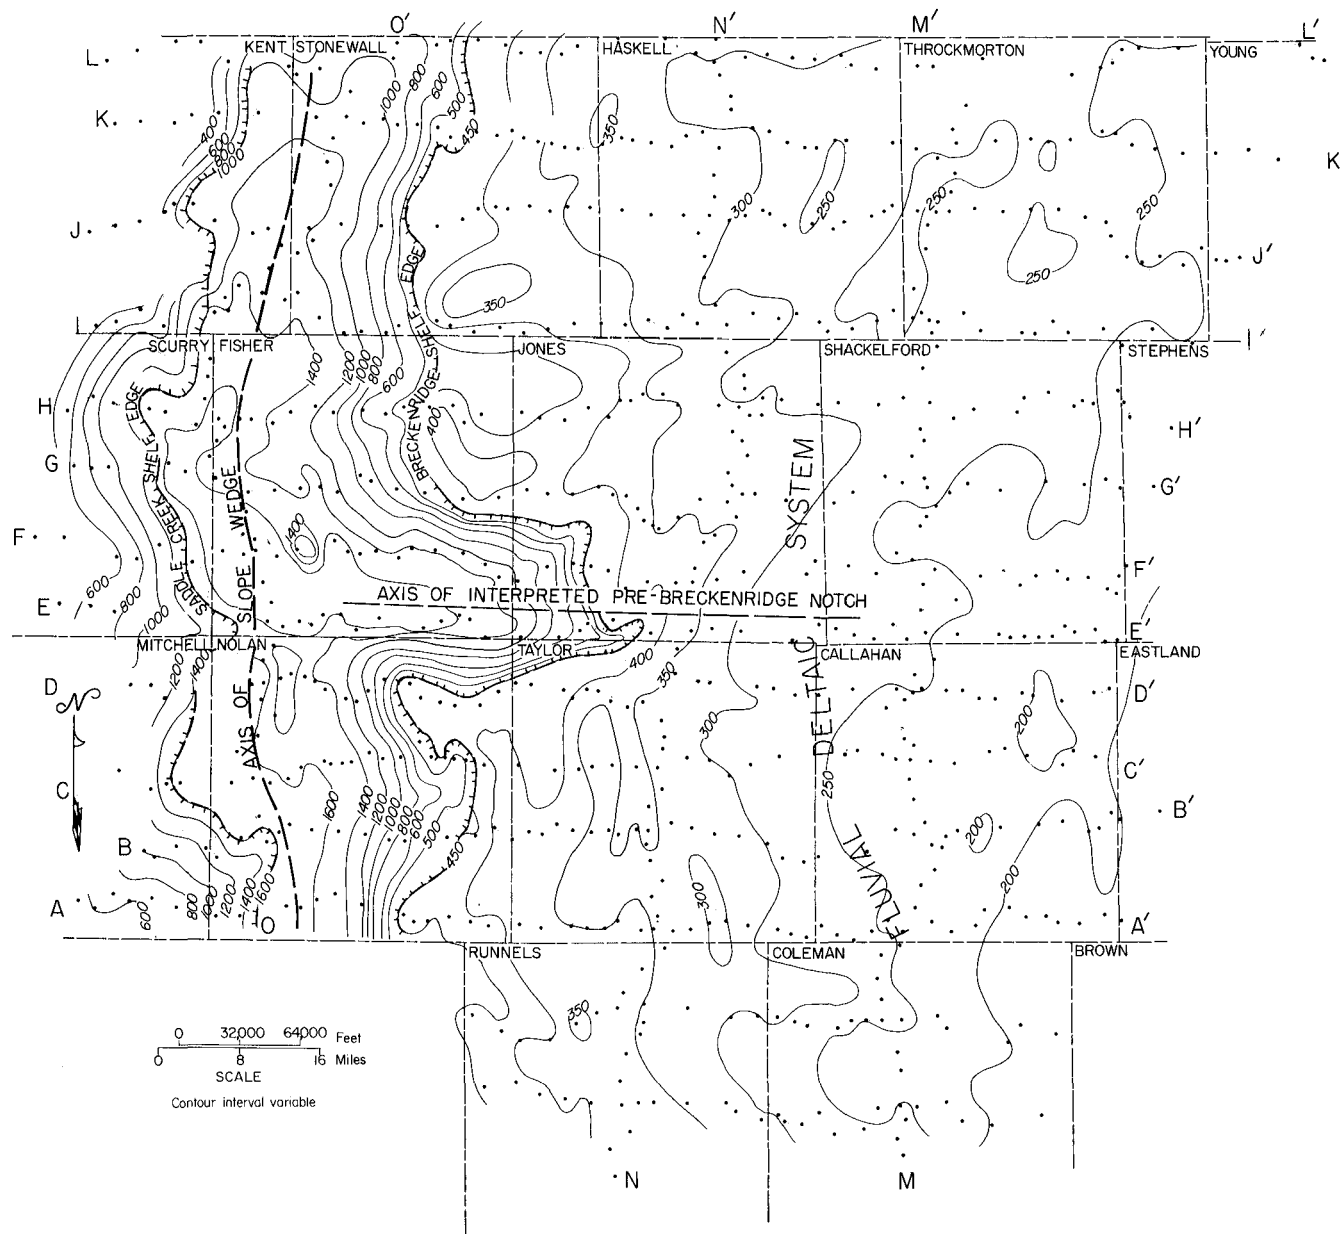 O'
N'
M'
L'
L
KENT STONEWALL
HASKELL
THROCKMORTON
YOUNG
400
600
800
1000
1000
800
600
500
450
350
K
K
300
250
250
250
J
J'
250
350
BRECKENRIDGE SHELF EDGE
I
I'
SCURRY FISHER
JONES
SHACKELFORD
STEPHENS
1400
1200
1000
800
600
400
H
H'
G
G'
F
F'
E
E'
SADDLE CREEK SHELF EDGE
AXIS OF SLOPE WEDGE
1400
600
800
1000
AXIS OF INTERPRETED PRE-BRECKENRIDGE NOTCH
FLUVIAL DELTAIC SYSTEM
MITCHELL NOLAN
TAYLOR
CALLAHAN
EASTLAND
1200
1400
400
350
300
250
200
D
N
D'
C
C'
B
B'
1600
1400
1200
1000
800
600
500
450
300
200
200
A
600
800
1000
1200
1400
1600
O
A'
RUNNELS
COLEMAN
BROWN
350
0 32,000 64,000 Feet
0 8 16 Miles
SCALE
Contour interval variable
N
M